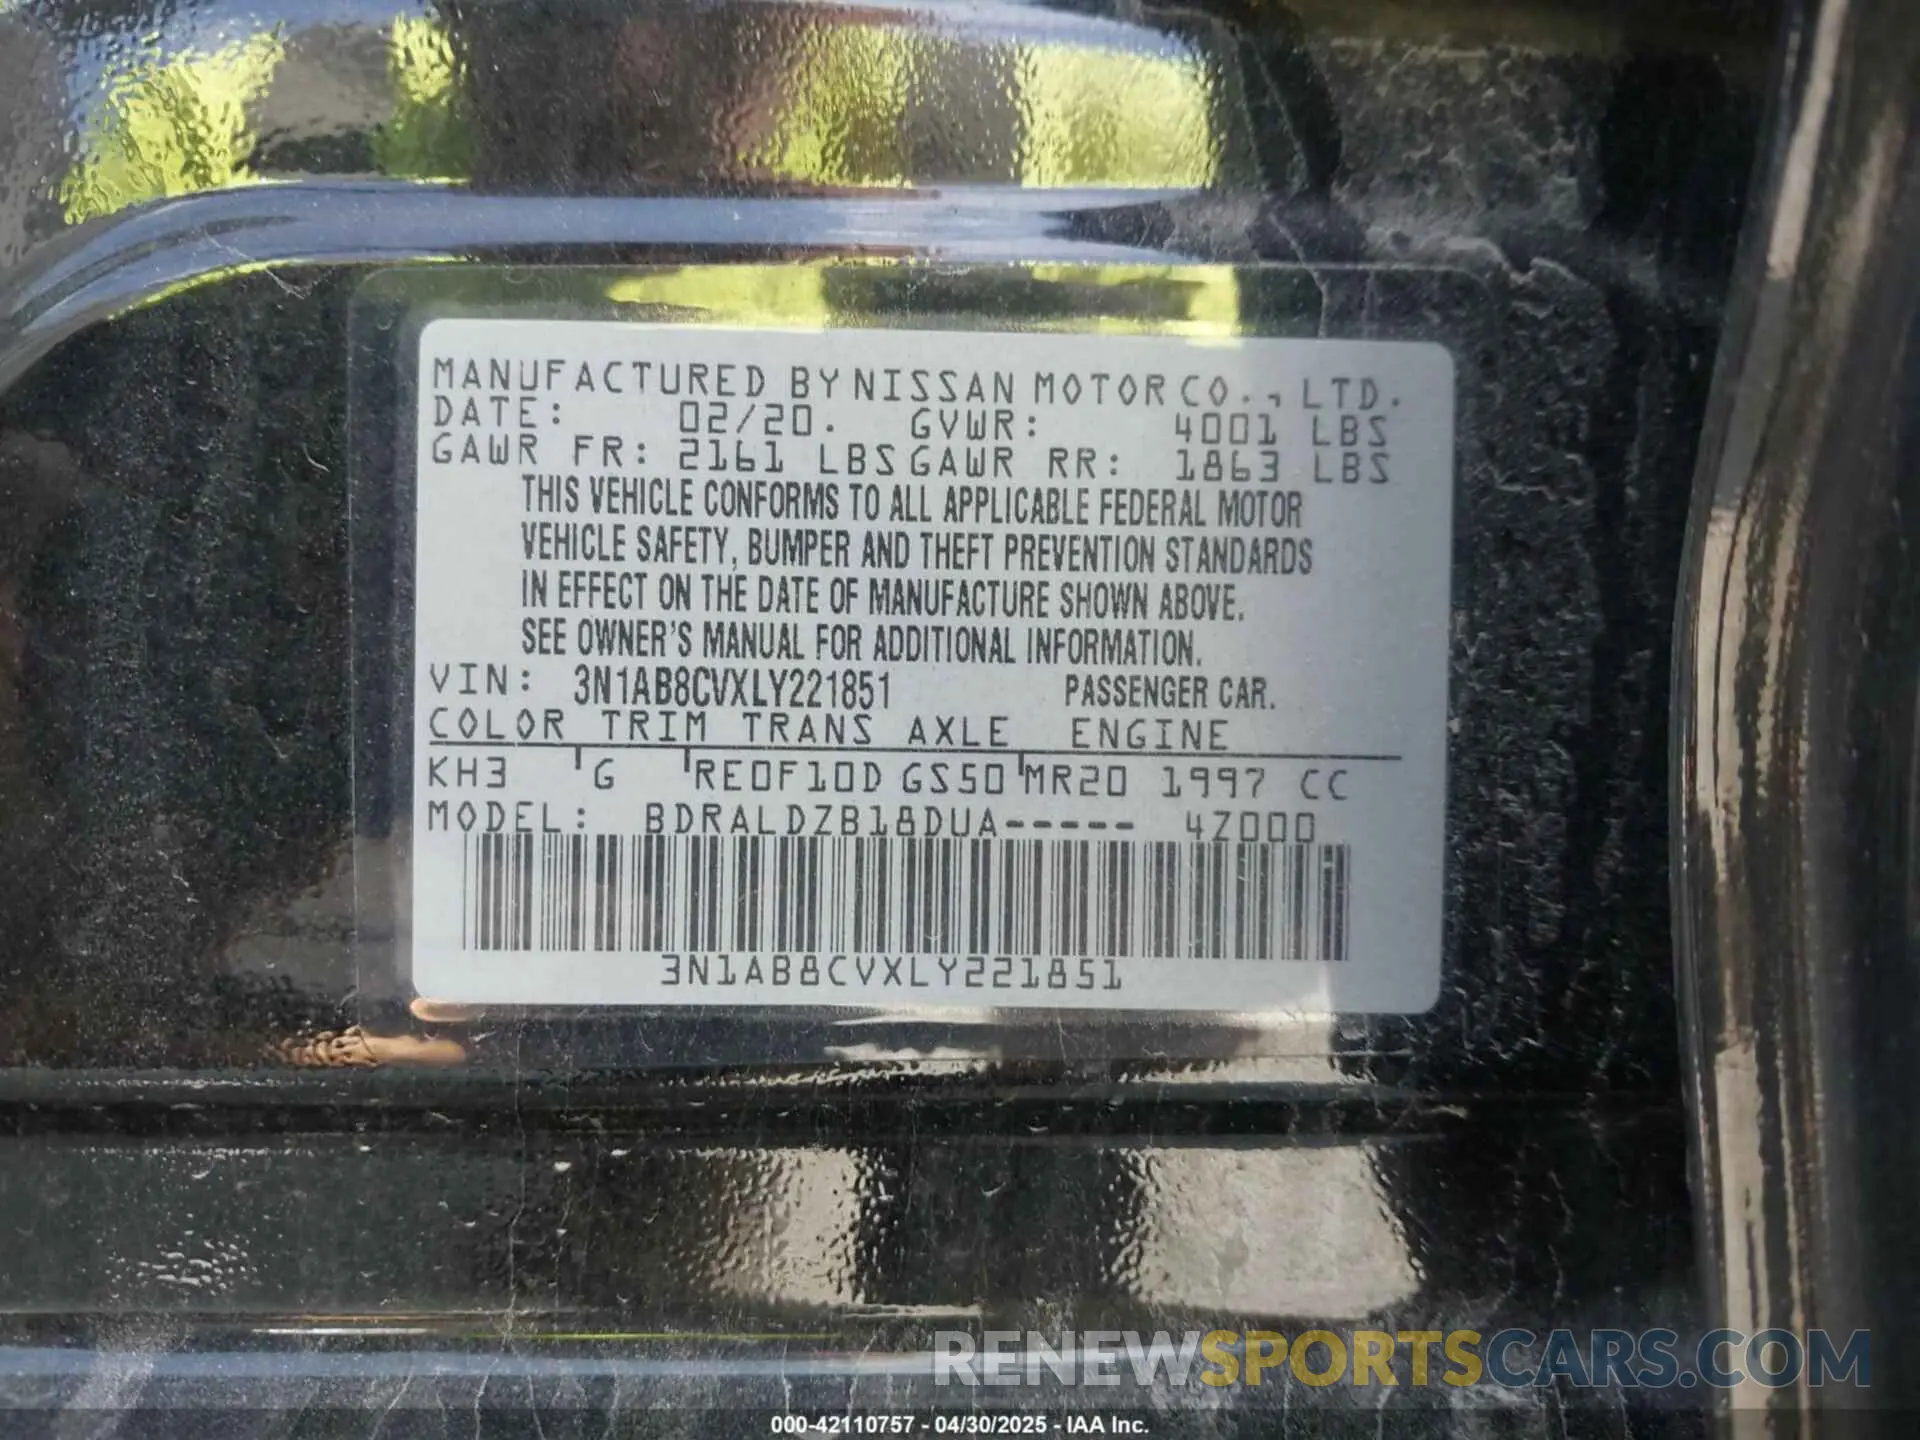 MANUFACTURED BY NISSAN MOTOR CO., LTD.
DATE: 02/20. GVWR: 4001 LBS
GAWR FR: 2161 LBS GAWR RR: 1863 LBS
THIS VEHICLE CONFORMS TO ALL APPLICABLE FEDERAL MOTOR
VEHICLE SAFETY, BUMPER AND THEFT PREVENTION STANDARDS
IN EFFECT ON THE DATE OF MANUFACTURE SHOWN ABOVE.
SEE OWNER'S MANUAL FOR ADDITIONAL INFORMATION.
VIN: 3N1AB8CVXLY221851 PASSENGER CAR.
COLOR TRIM TRANS AXLE ENGINE
KH3 G RE0F10D GS50 MR20 1997 CC
MODEL: BDRALDZB18DUA----- 4Z000
3N1AB8CVXLY221851
RENEWSPORTSCARS.COM
000-42110757 - 04/30/2025 - IAA Inc.